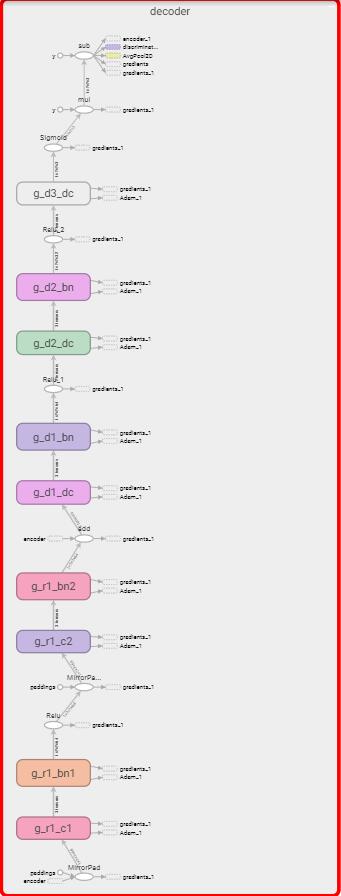 decoder
sub
encoder_1
discriminat...
AvgPool2D
gradients
gradients_1
y
mul
y
gradients_1
Sigmoid
gradients_1
g_d3_dc
gradients_1
Adam_1
Relu_2
gradients_1
g_d2_bn
gradients_1
Adam_1
g_d2_dc
gradients_1
Adam_1
Relu_1
gradients_1
g_d1_bn
gradients_1
Adam_1
g_d1_dc
gradients_1
Adam_1
add
encoder
gradients_1
g_r1_bn2
gradients_1
Adam_1
g_r1_c2
gradients_1
Adam_1
MirrorPa...
paddings
gradients_1
Relu
gradients_1
g_r1_bn1
gradients_1
Adam_1
g_r1_c1
gradients_1
Adam_1
MirrorPad
paddings
encoder
gradients_1